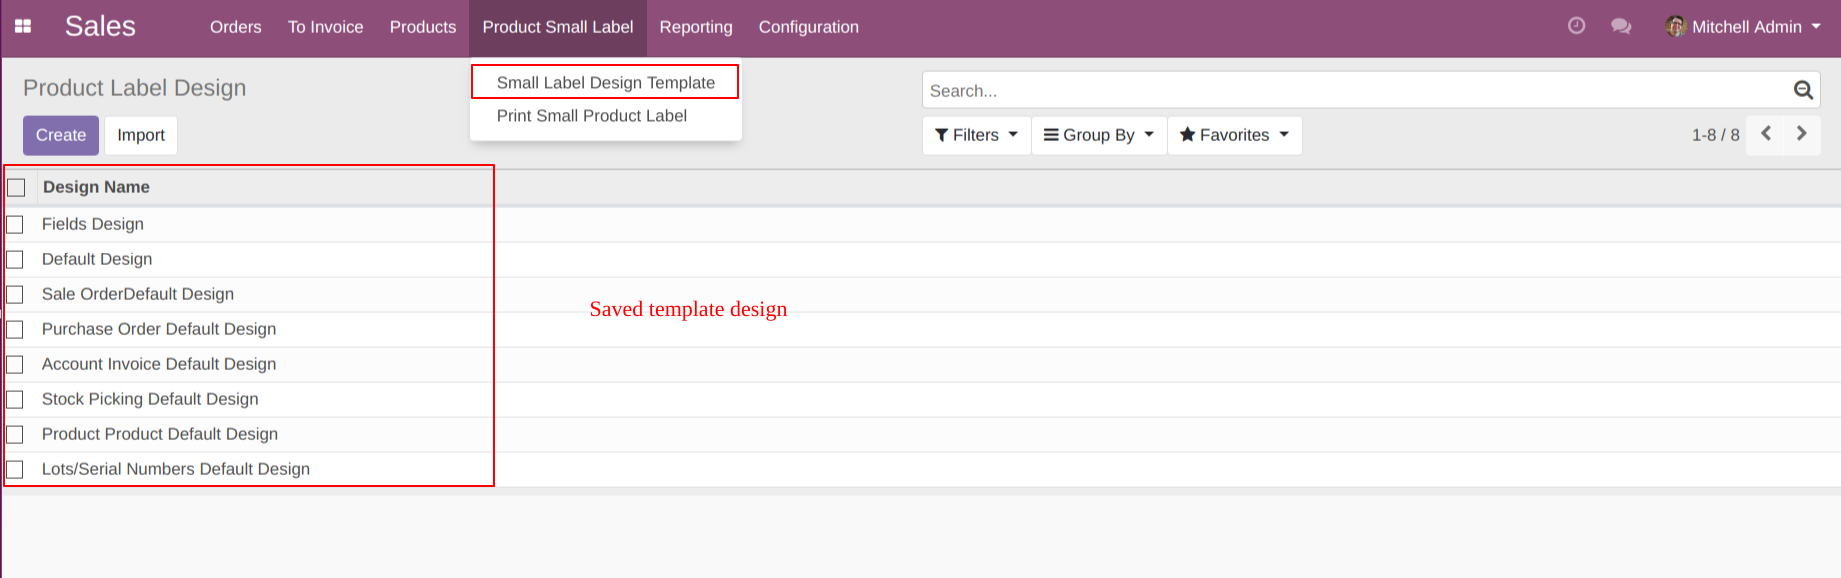 Sales Orders To Invoice Products Product Small Label Reporting Configuration Mitchell Admin
Product Label Design
Small Label Design Template
Search...
Print Small Product Label
Create Import
Filters Group By Favorites 1-8 / 8
Design Name
Fields Design
Default Design
Sale OrderDefault Design
Saved template design
Purchase Order Default Design
Account Invoice Default Design
Stock Picking Default Design
Product Product Default Design
Lots/Serial Numbers Default Design